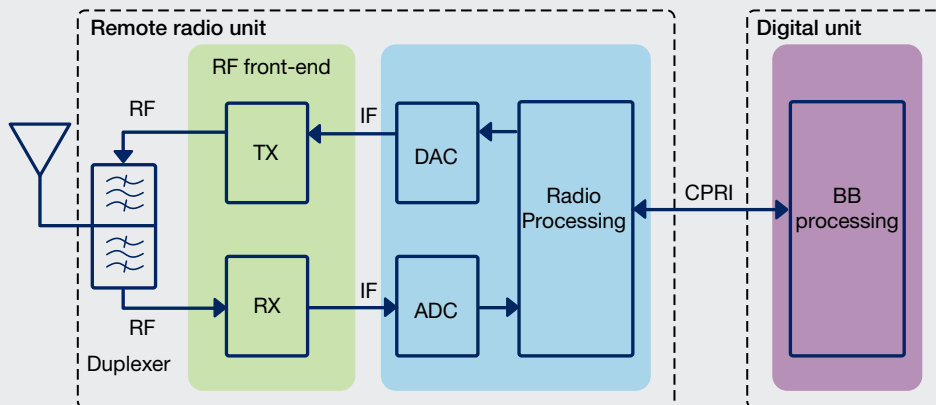 Remote radio unit
Digital unit
RF front-end
RF
IF
TX
DAC
Radio
Processing
CPRI
BB
processing
IF
RX
ADC
RF
Duplexer